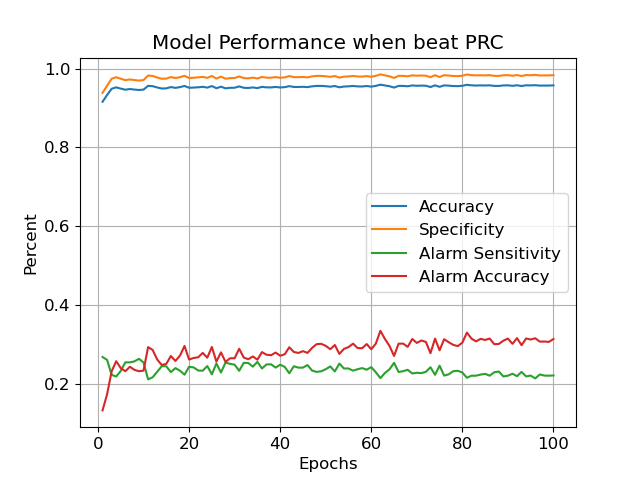 Model Performance when beat PRC
1.0
0.8
0.6
0.4
0.2
Percent
Accuracy
Specificity
Alarm Sensitivity
Alarm Accuracy
0 20 40 60 80 100
Epochs